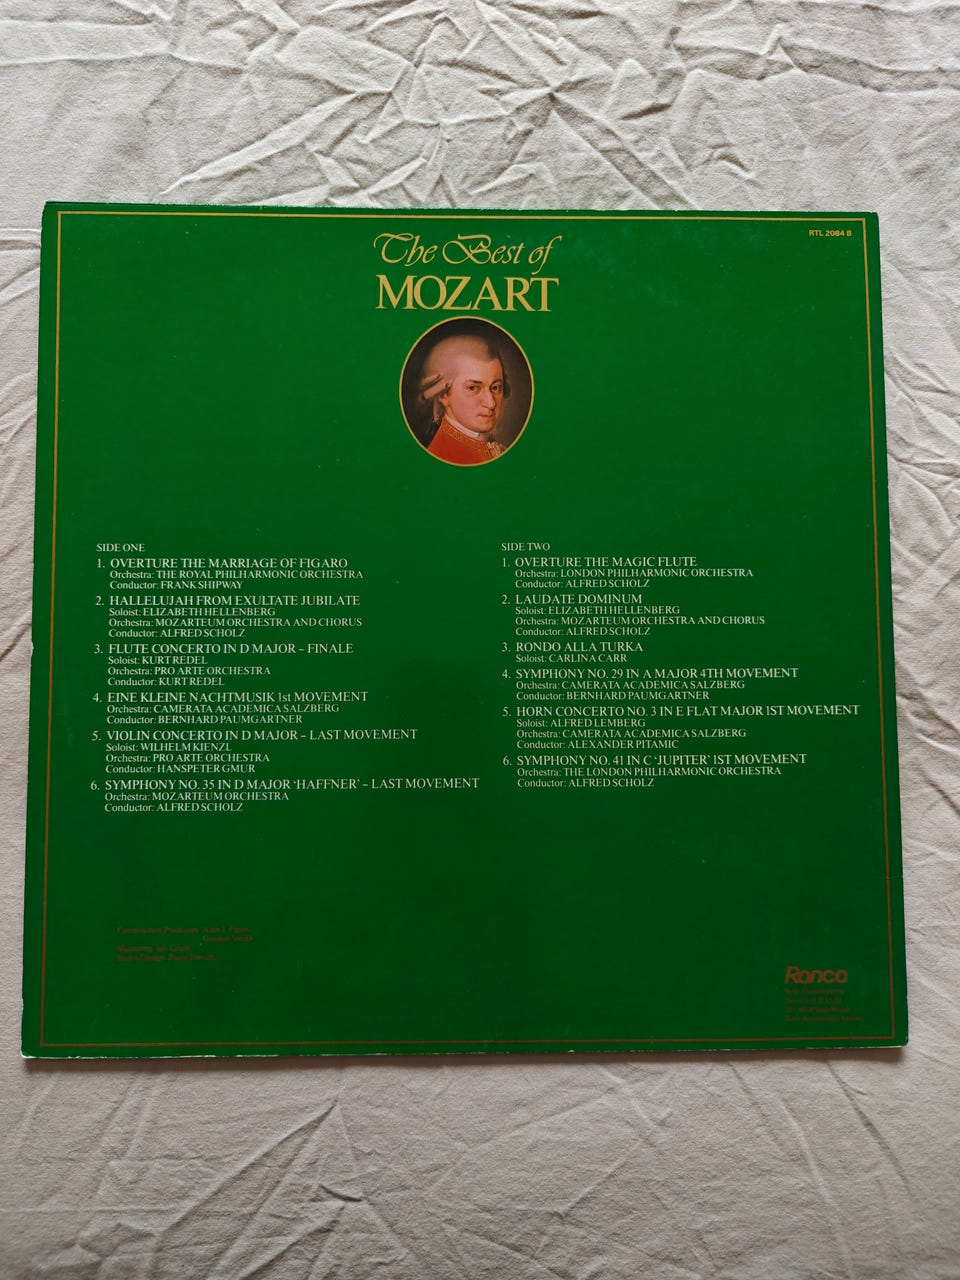 RTL 2084 B
The Best of
MOZART
SIDE ONE
1. OVERTURE THE MARRIAGE OF FIGARO
Orchestra: THE ROYAL PHILHARMONIC ORCHESTRA
Conductor: FRANK SHIPWAY
2. HALLELUJAH FROM EXULTATE JUBILATE
Soloist: ELIZABETH HELLENBERG
Orchestra: MOZARTEUM ORCHESTRA AND CHORUS
Conductor: ALFRED SCHOLZ
3. FLUTE CONCERTO IN D MAJOR – FINALE
Soloist: KURT REDEL
Orchestra: PRO ARTE ORCHESTRA
Conductor: KURT REDEL
4. EINE KLEINE NACHTMUSIK 1st MOVEMENT
Orchestra: CAMERATA ACADEMICA SALZBERG
Conductor: BERNHARD PAUMGARTNER
5. VIOLIN CONCERTO IN D MAJOR – LAST MOVEMENT
Soloist: WILHELM KIENZL
Orchestra: PRO ARTE ORCHESTRA
Conductor: HANSPETER GMUR
6. SYMPHONY NO. 35 IN D MAJOR ‘HAFFNER’ – LAST MOVEMENT
Orchestra: MOZARTEUM ORCHESTRA
Conductor: ALFRED SCHOLZ
SIDE TWO
1. OVERTURE THE MAGIC FLUTE
Orchestra: LONDON PHILHARMONIC ORCHESTRA
Conductor: ALFRED SCHOLZ
2. LAUDATE DOMINUM
Soloist: ELIZABETH HELLENBERG
Orchestra: MOZARTEUM ORCHESTRA AND CHORUS
Conductor: ALFRED SCHOLZ
3. RONDO ALLA TURKA
Soloist: CARLINA CARR
4. SYMPHONY NO. 29 IN A MAJOR 4TH MOVEMENT
Orchestra: CAMERATA ACADEMICA SALZBERG
Conductor: BERNHARD PAUMGARTNER
5. HORN CONCERTO NO. 3 IN E FLAT MAJOR 1ST MOVEMENT
Soloist: ALFRED LEMBERG
Orchestra: CAMERATA ACADEMICA SALZBERG
Conductor: ALEXANDER PITAMIC
6. SYMPHONY NO. 41 IN C ‘JUPITER’ 1ST MOVEMENT
Orchestra: THE LONDON PHILHARMONIC ORCHESTRA
Conductor: ALFRED SCHOLZ
Ronco